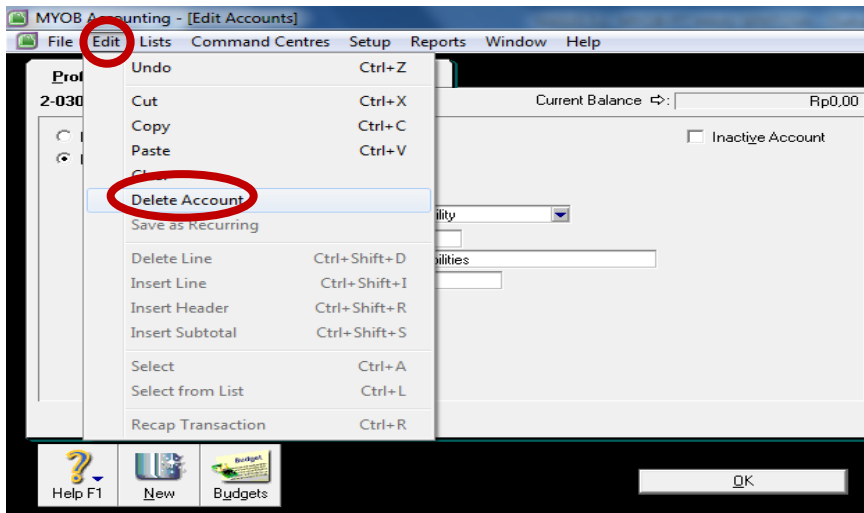 MYOB Accounting - [Edit Accounts]
File Edit Lists Command Centres Setup Reports Window Help
Undo Ctrl+Z
2-030
Current Balance ⇨: Rp0,00
Cut Ctrl+X
Copy Ctrl+C
Inactive Account
Paste Ctrl+V
Delete Account
Save as Recurring
Delete Line Ctrl+Shift+D
Insert Line Ctrl+Shift+I
Insert Header Ctrl+Shift+R
Insert Subtotal Ctrl+Shift+S
Select Ctrl+A
Select from List Ctrl+L
Recap Transaction Ctrl+R
Budget
Help F1 New Budgets
OK